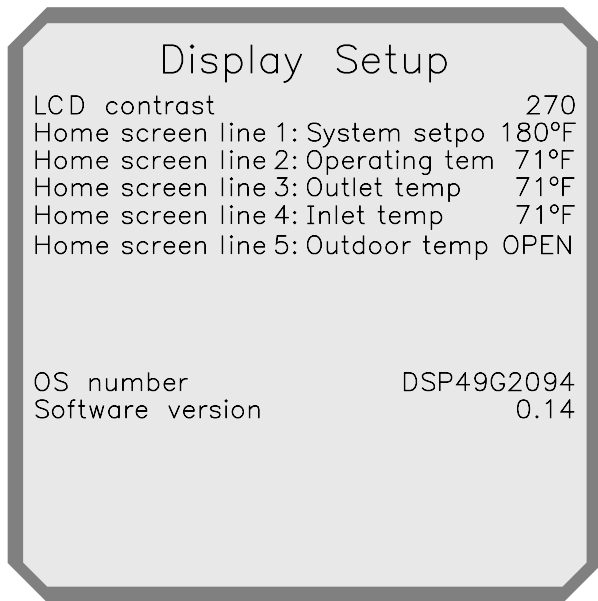 Display Setup
LCD contrast 270
Home screen line 1: System setpo 180°F
Home screen line 2: Operating tem 71°F
Home screen line 3: Outlet temp 71°F
Home screen line 4: Inlet temp 71°F
Home screen line 5: Outdoor temp OPEN
OS number DSP49G2094
Software version 0.14